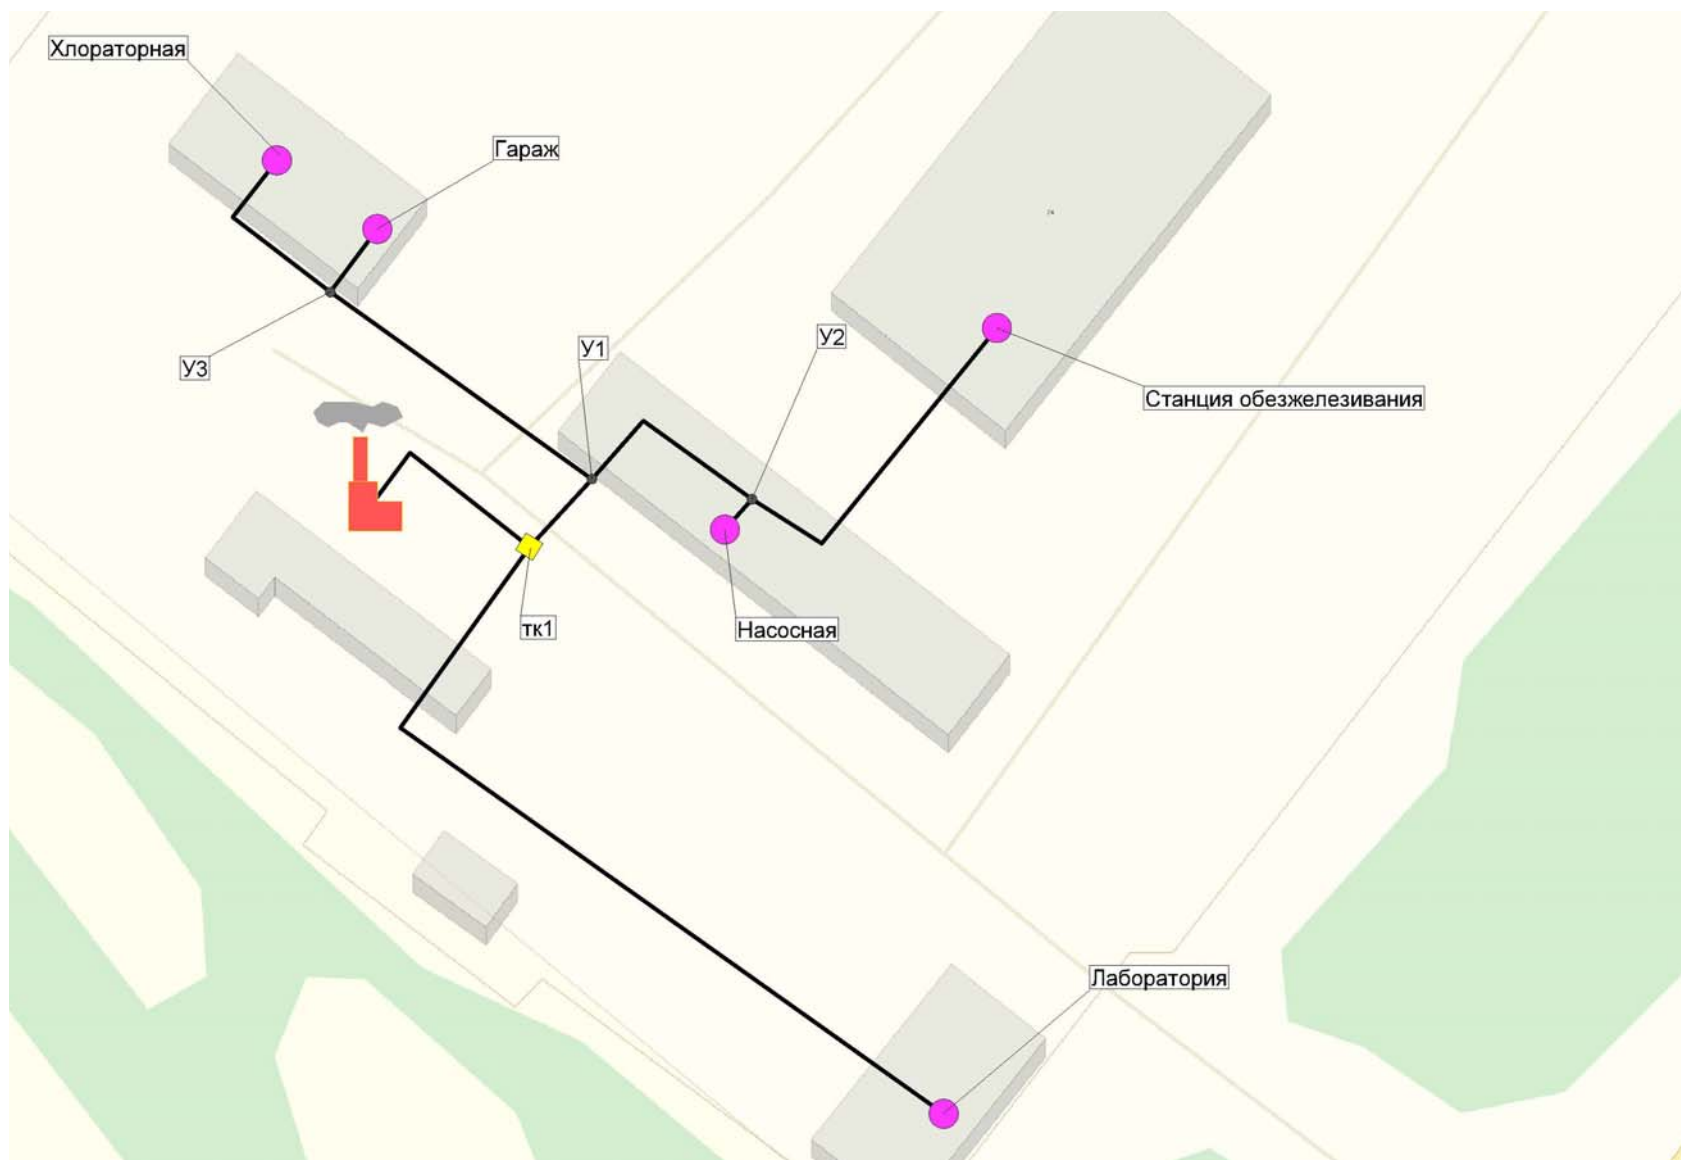 Хлораторная
Гараж
У3
У1
У2
Станция обезжелезивания
тк1
Насосная
Лаборатория